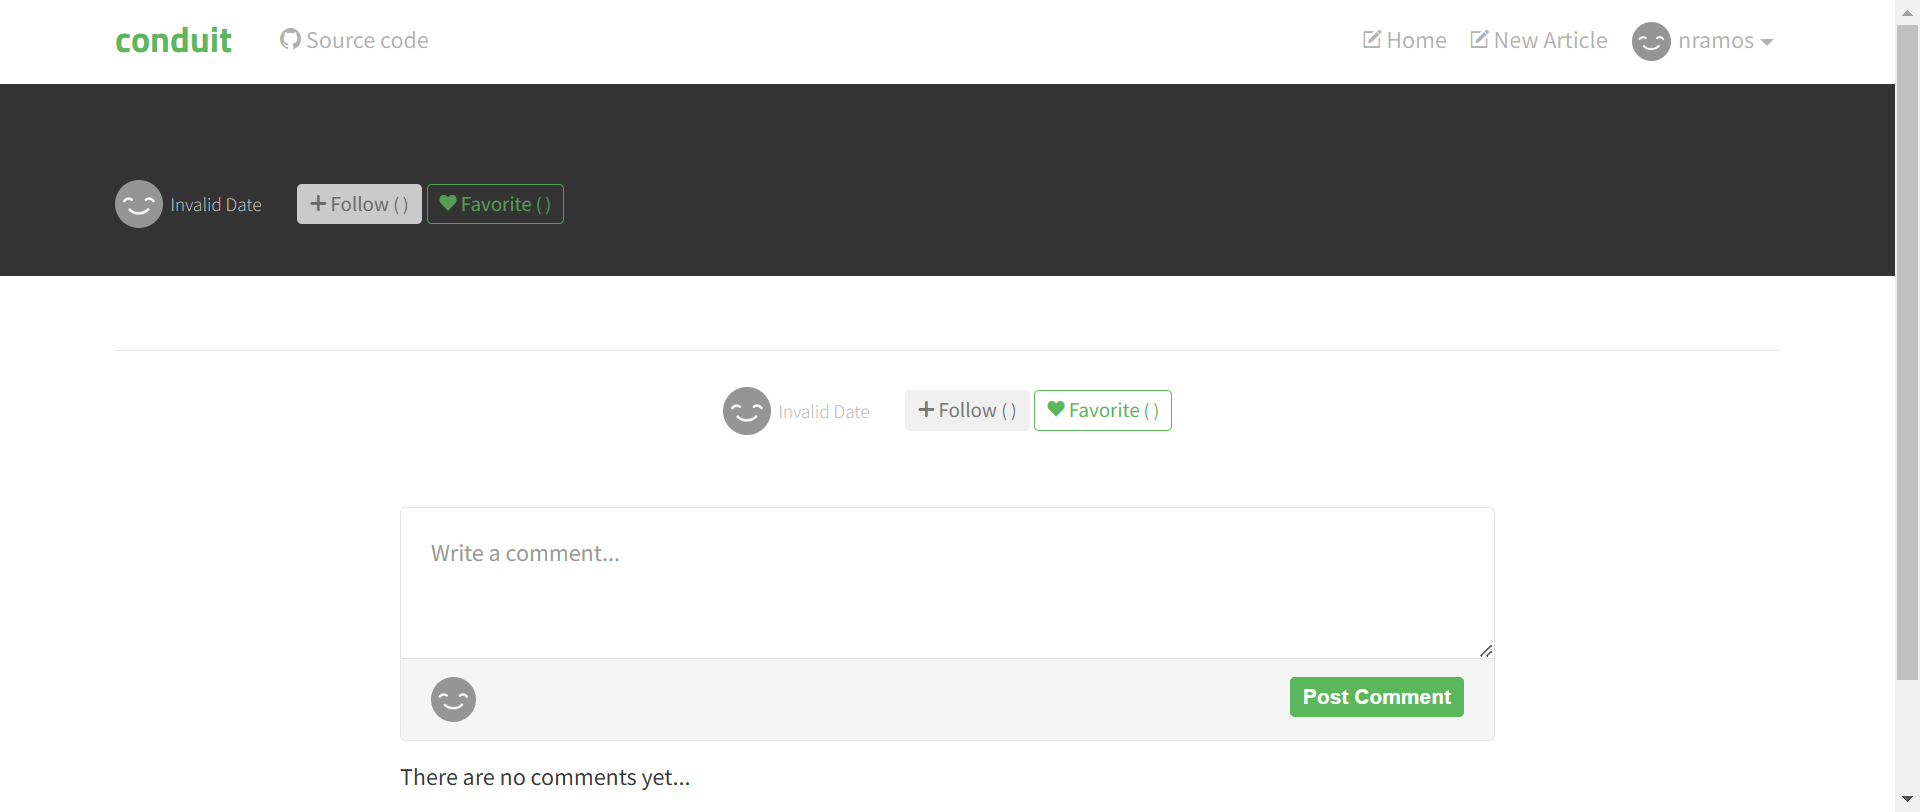 conduit Source code Home New Article nramos
Invalid Date + Follow ( ) Favorite ( )
Invalid Date + Follow ( ) Favorite ( )
Write a comment...
Post Comment
There are no comments yet...